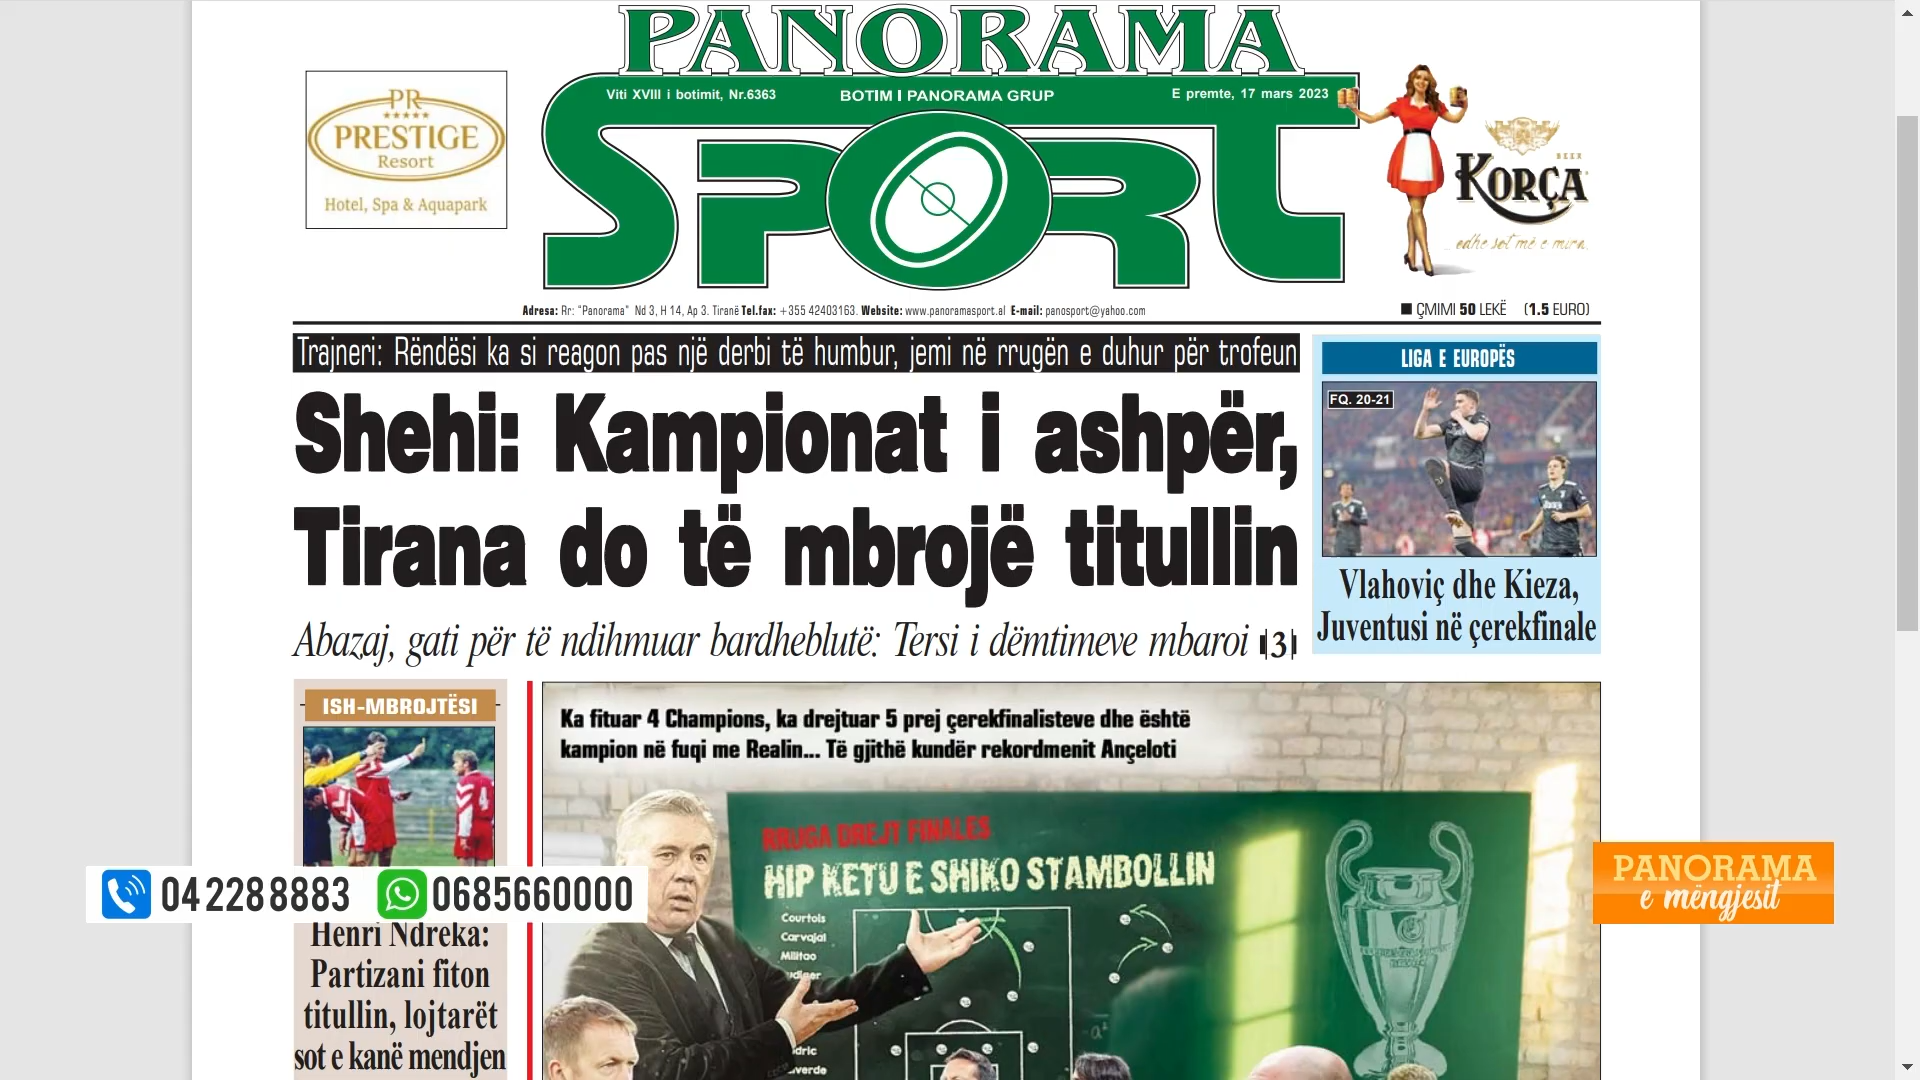 PANORAMA
SPORT
Viti XVIII i botimit, Nr.6363
BOTIM I PANORAMA GRUP
E premte, 17 mars 2023
PR
PRESTIGE
Resort
Hotel, Spa & Aquapark
BEER
KORÇA
edhe sot më e mira.
Adresa: Rr: "Panorama" Nd 3, H 14, Ap 3. Tiranë Tel.fax: +355 42403163. Website: www.panoramasport.al E-mail: panosport@yahoo.com
ÇMIMI 50 LEKË (1.5 EURO)
Trajneri: Rëndësi ka si reagon pas një derbi të humbur, jemi në rrugën e duhur për trofeun
Shehi: Kampionat i ashpër,
Tirana do të mbrojë titullin
Abazaj, gati për të ndihmuar bardheblutë: Tersi i dëmtimeve mbaroi |3|
LIGA E EUROPËS
FQ. 20-21
Vlahoviç dhe Kieza,
Juventusi në çerekfinale
ISH-MBROJTËSI
4
Henri Ndreka:
Partizani fiton
titullin, lojtarët
sot e kanë mendjen
Ka fituar 4 Champions, ka drejtuar 5 prej çerekfinalisteve dhe është
kampion në fuqi me Realin... Të gjithë kundër rekordmenit Ançeloti
RRUGA DREJT FINALES
HIP KETU E SHIKO STAMBOLLIN
Courtols
Carvajal
Militao
04 228 8883
0685660000
PANORAMA
e mëngjesit